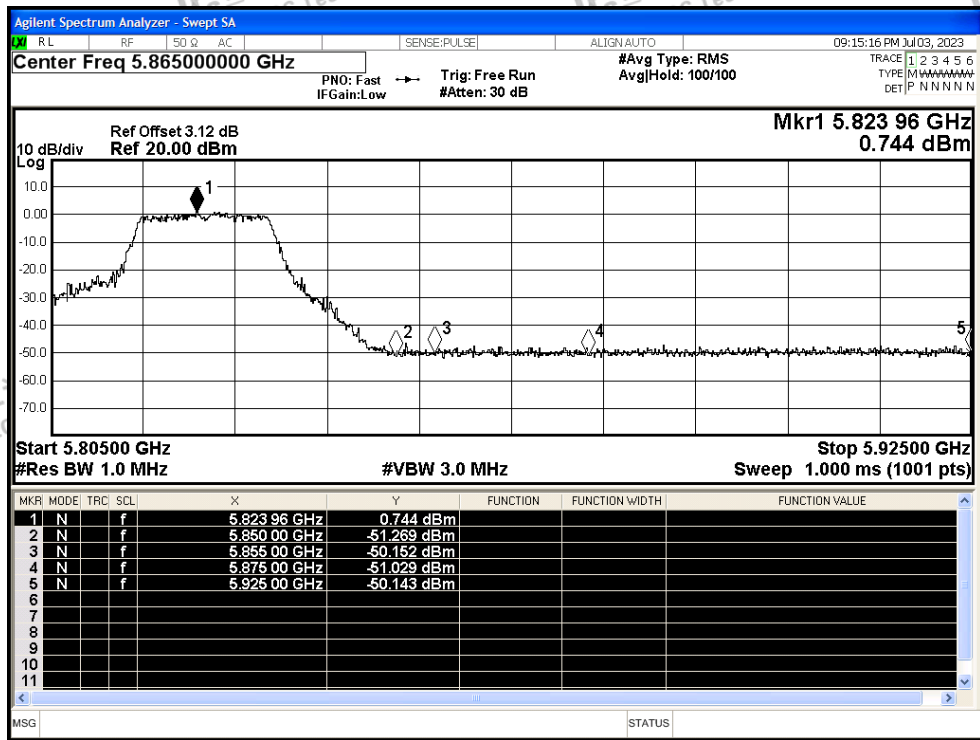 Agilent Spectrum Analyzer - Swept SA
LXI RL RF 50 Ω AC SENSE:PULSE ALIGN AUTO 09:15:16 PM Jul 03, 2023
Center Freq 5.865000000 GHz
PNO: Fast
IFGain:Low
Trig: Free Run
#Atten: 30 dB
#Avg Type: RMS
Avg|Hold: 100/100
TRACE 1 2 3 4 5 6
TYPE M WWWWW
DET P N N N N N
Mkr1 5.823 96 GHz
0.744 dBm
Ref Offset 3.12 dB
10 dB/div Ref 20.00 dBm
Log
10.0
0.00
-10.0
-20.0
-30.0
-40.0
-50.0
-60.0
-70.0
1
2
3
4
5
Start 5.80500 GHz Stop 5.92500 GHz
#Res BW 1.0 MHz #VBW 3.0 MHz Sweep 1.000 ms (1001 pts)
MKR MODE TRC SCL X Y FUNCTION FUNCTION WIDTH FUNCTION VALUE
1 N f 5.823 96 GHz 0.744 dBm
2 N f 5.850 00 GHz -51.269 dBm
3 N f 5.855 00 GHz -50.152 dBm
4 N f 5.875 00 GHz -51.029 dBm
5 N f 5.925 00 GHz -50.143 dBm
6
7
8
9
10
11
MSG STATUS